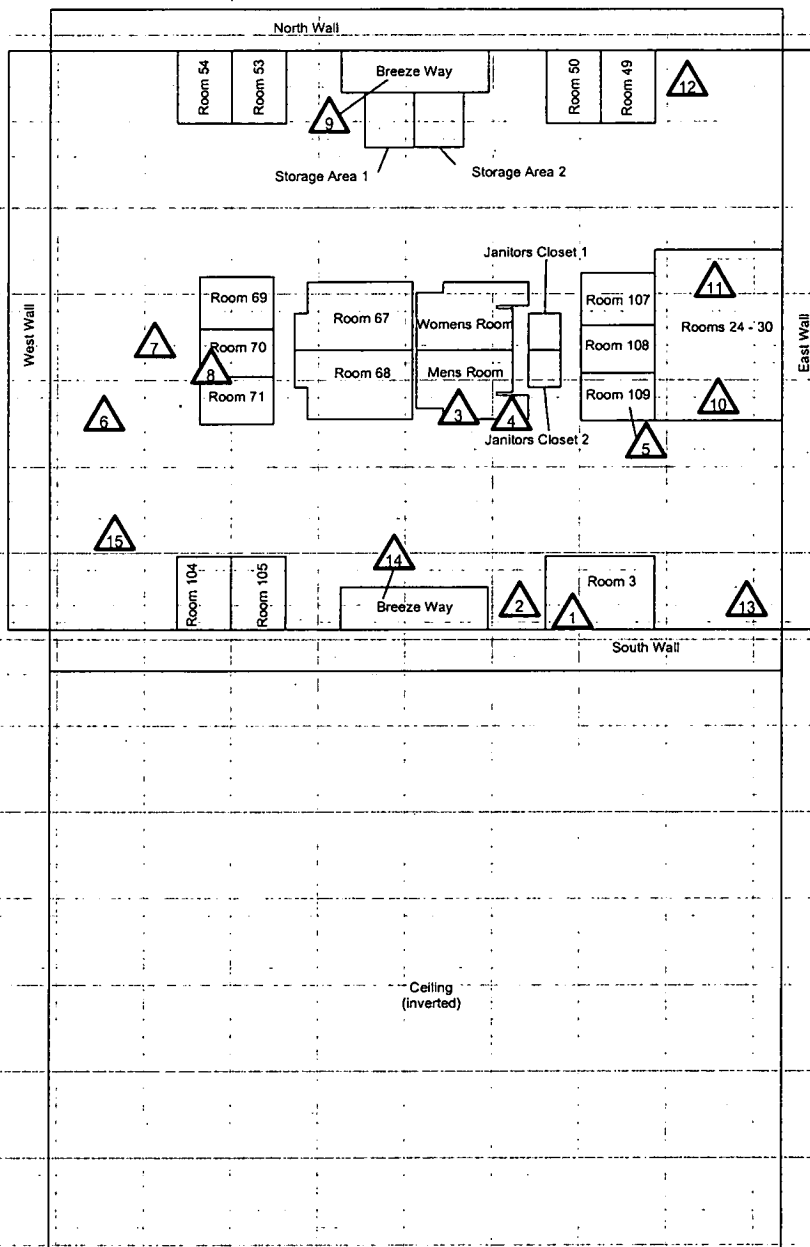 North Wall
Room 54
Room 53
Breeze Way
Room 50
Room 49
12
9
Storage Area 1
Storage Area 2
Janitors Closet 1
West Wall
East Wall
Room 69
Room 67
Womens Room
Room 107
11
Rooms 24 - 30
7
Room 70
8
Room 68
Mens Room
Room 108
Room 71
Room 109
10
6
3
4
Janitors Closet 2
5
15
14
Room 104
Room 105
Breeze Way
2
Room 3
1
13
South Wall
Ceiling
(inverted)